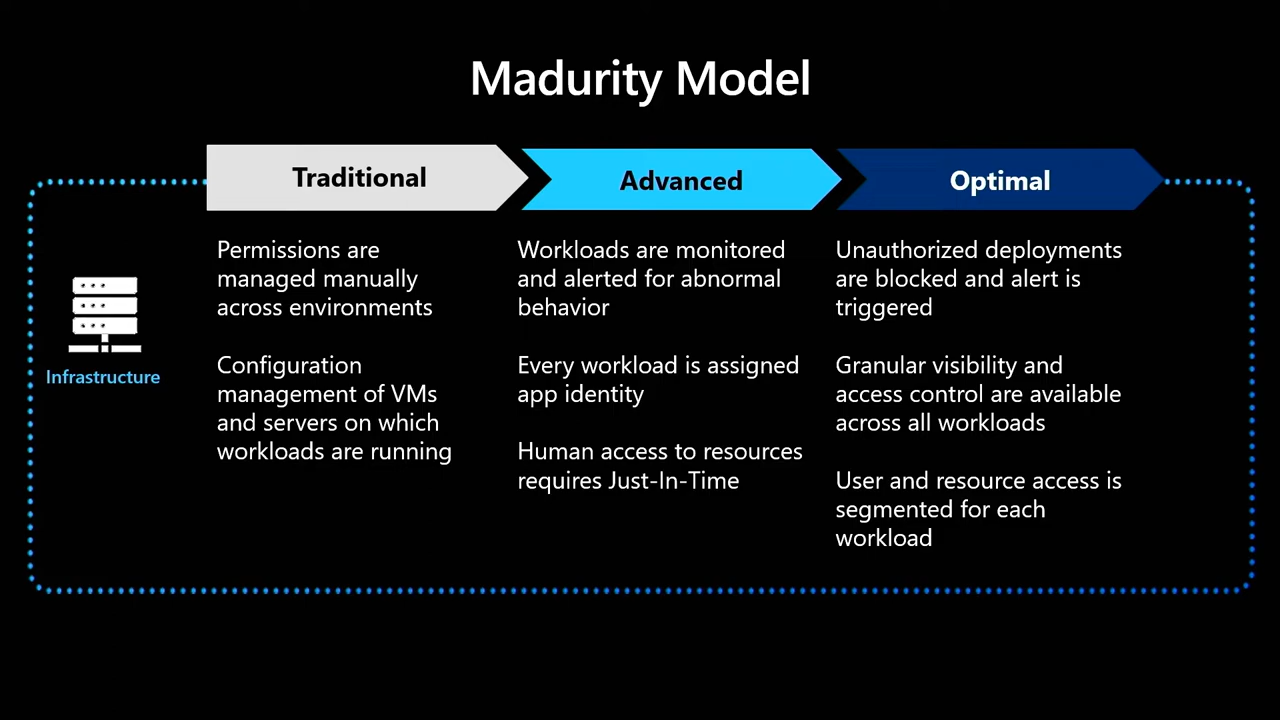 Madurity Model
Traditional
Advanced
Optimal
Infrastructure
Permissions are
managed manually
across environments
Configuration
management of VMs
and servers on which
workloads are running
Workloads are monitored
and alerted for abnormal
behavior
Every workload is assigned
app identity
Human access to resources
requires Just-In-Time
Unauthorized deployments
are blocked and alert is
triggered
Granular visibility and
access control are available
across all workloads
User and resource access is
segmented for each
workload